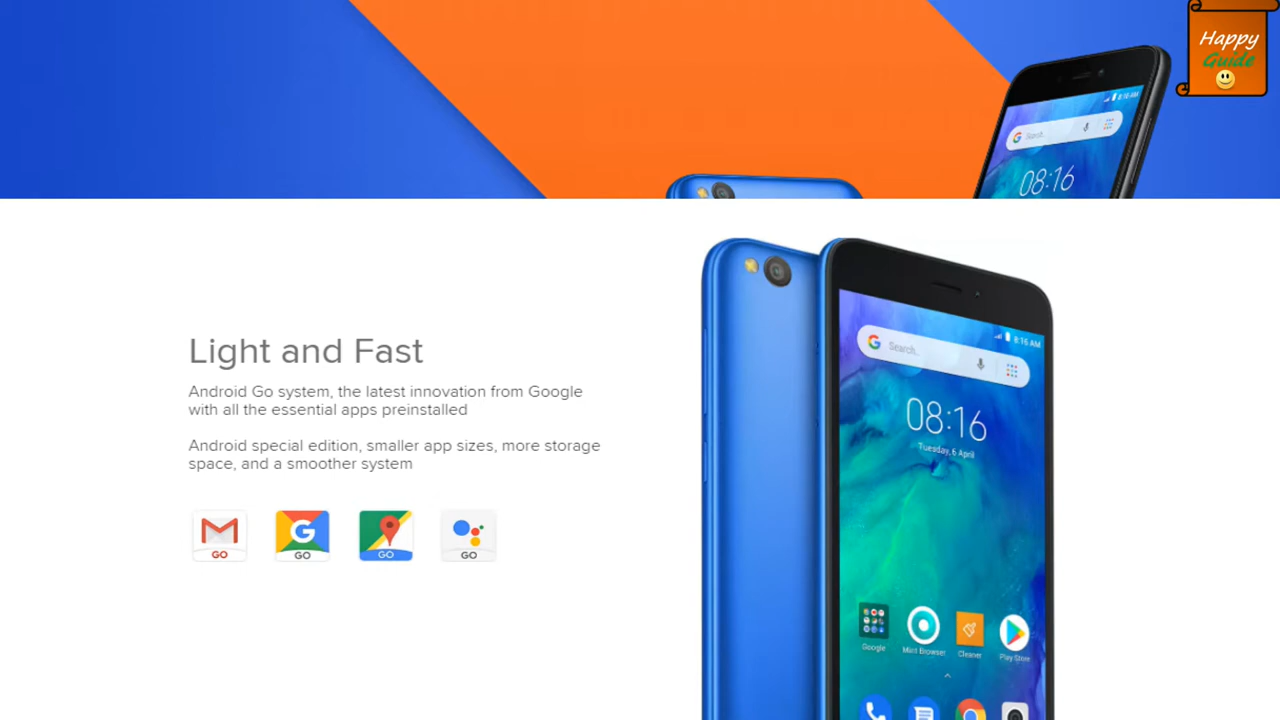 Happy
Guide
8:16 AM
Search..
08:16
Light and Fast
Android Go system, the latest innovation from Google
with all the essential apps preinstalled
Android special edition, smaller app sizes, more storage
space, and a smoother system
GO
GO
GO
GO
8:16 AM
Search..
08:16
Tuesday, 6 April
Google
Mint Browser
Cleaner
Play Store